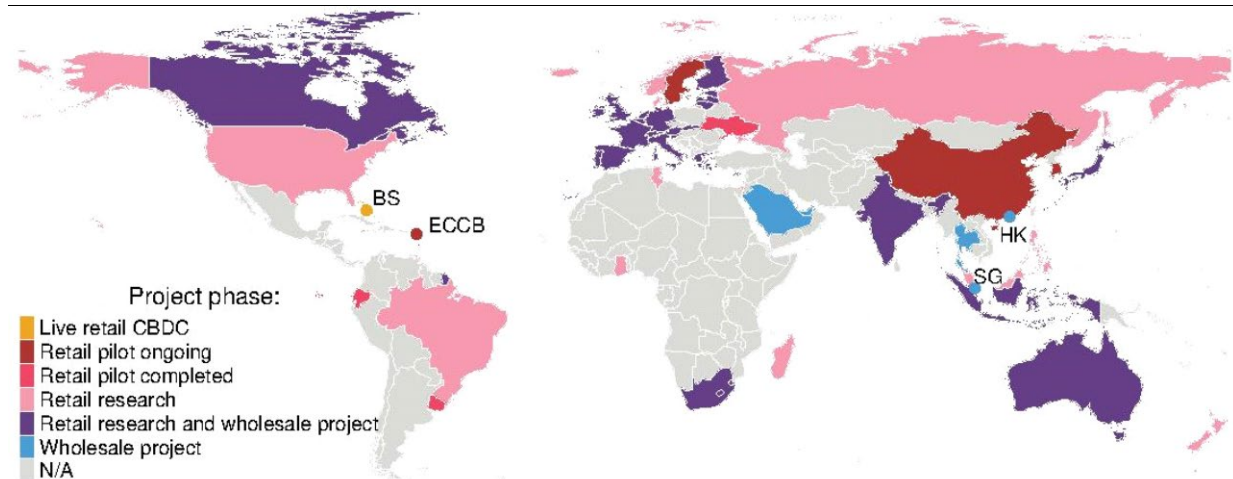 BS
ECCB
HK
SG
Project phase:
Live retail CBDC
Retail pilot ongoing
Retail pilot completed
Retail research
Retail research and wholesale project
Wholesale project
N/A